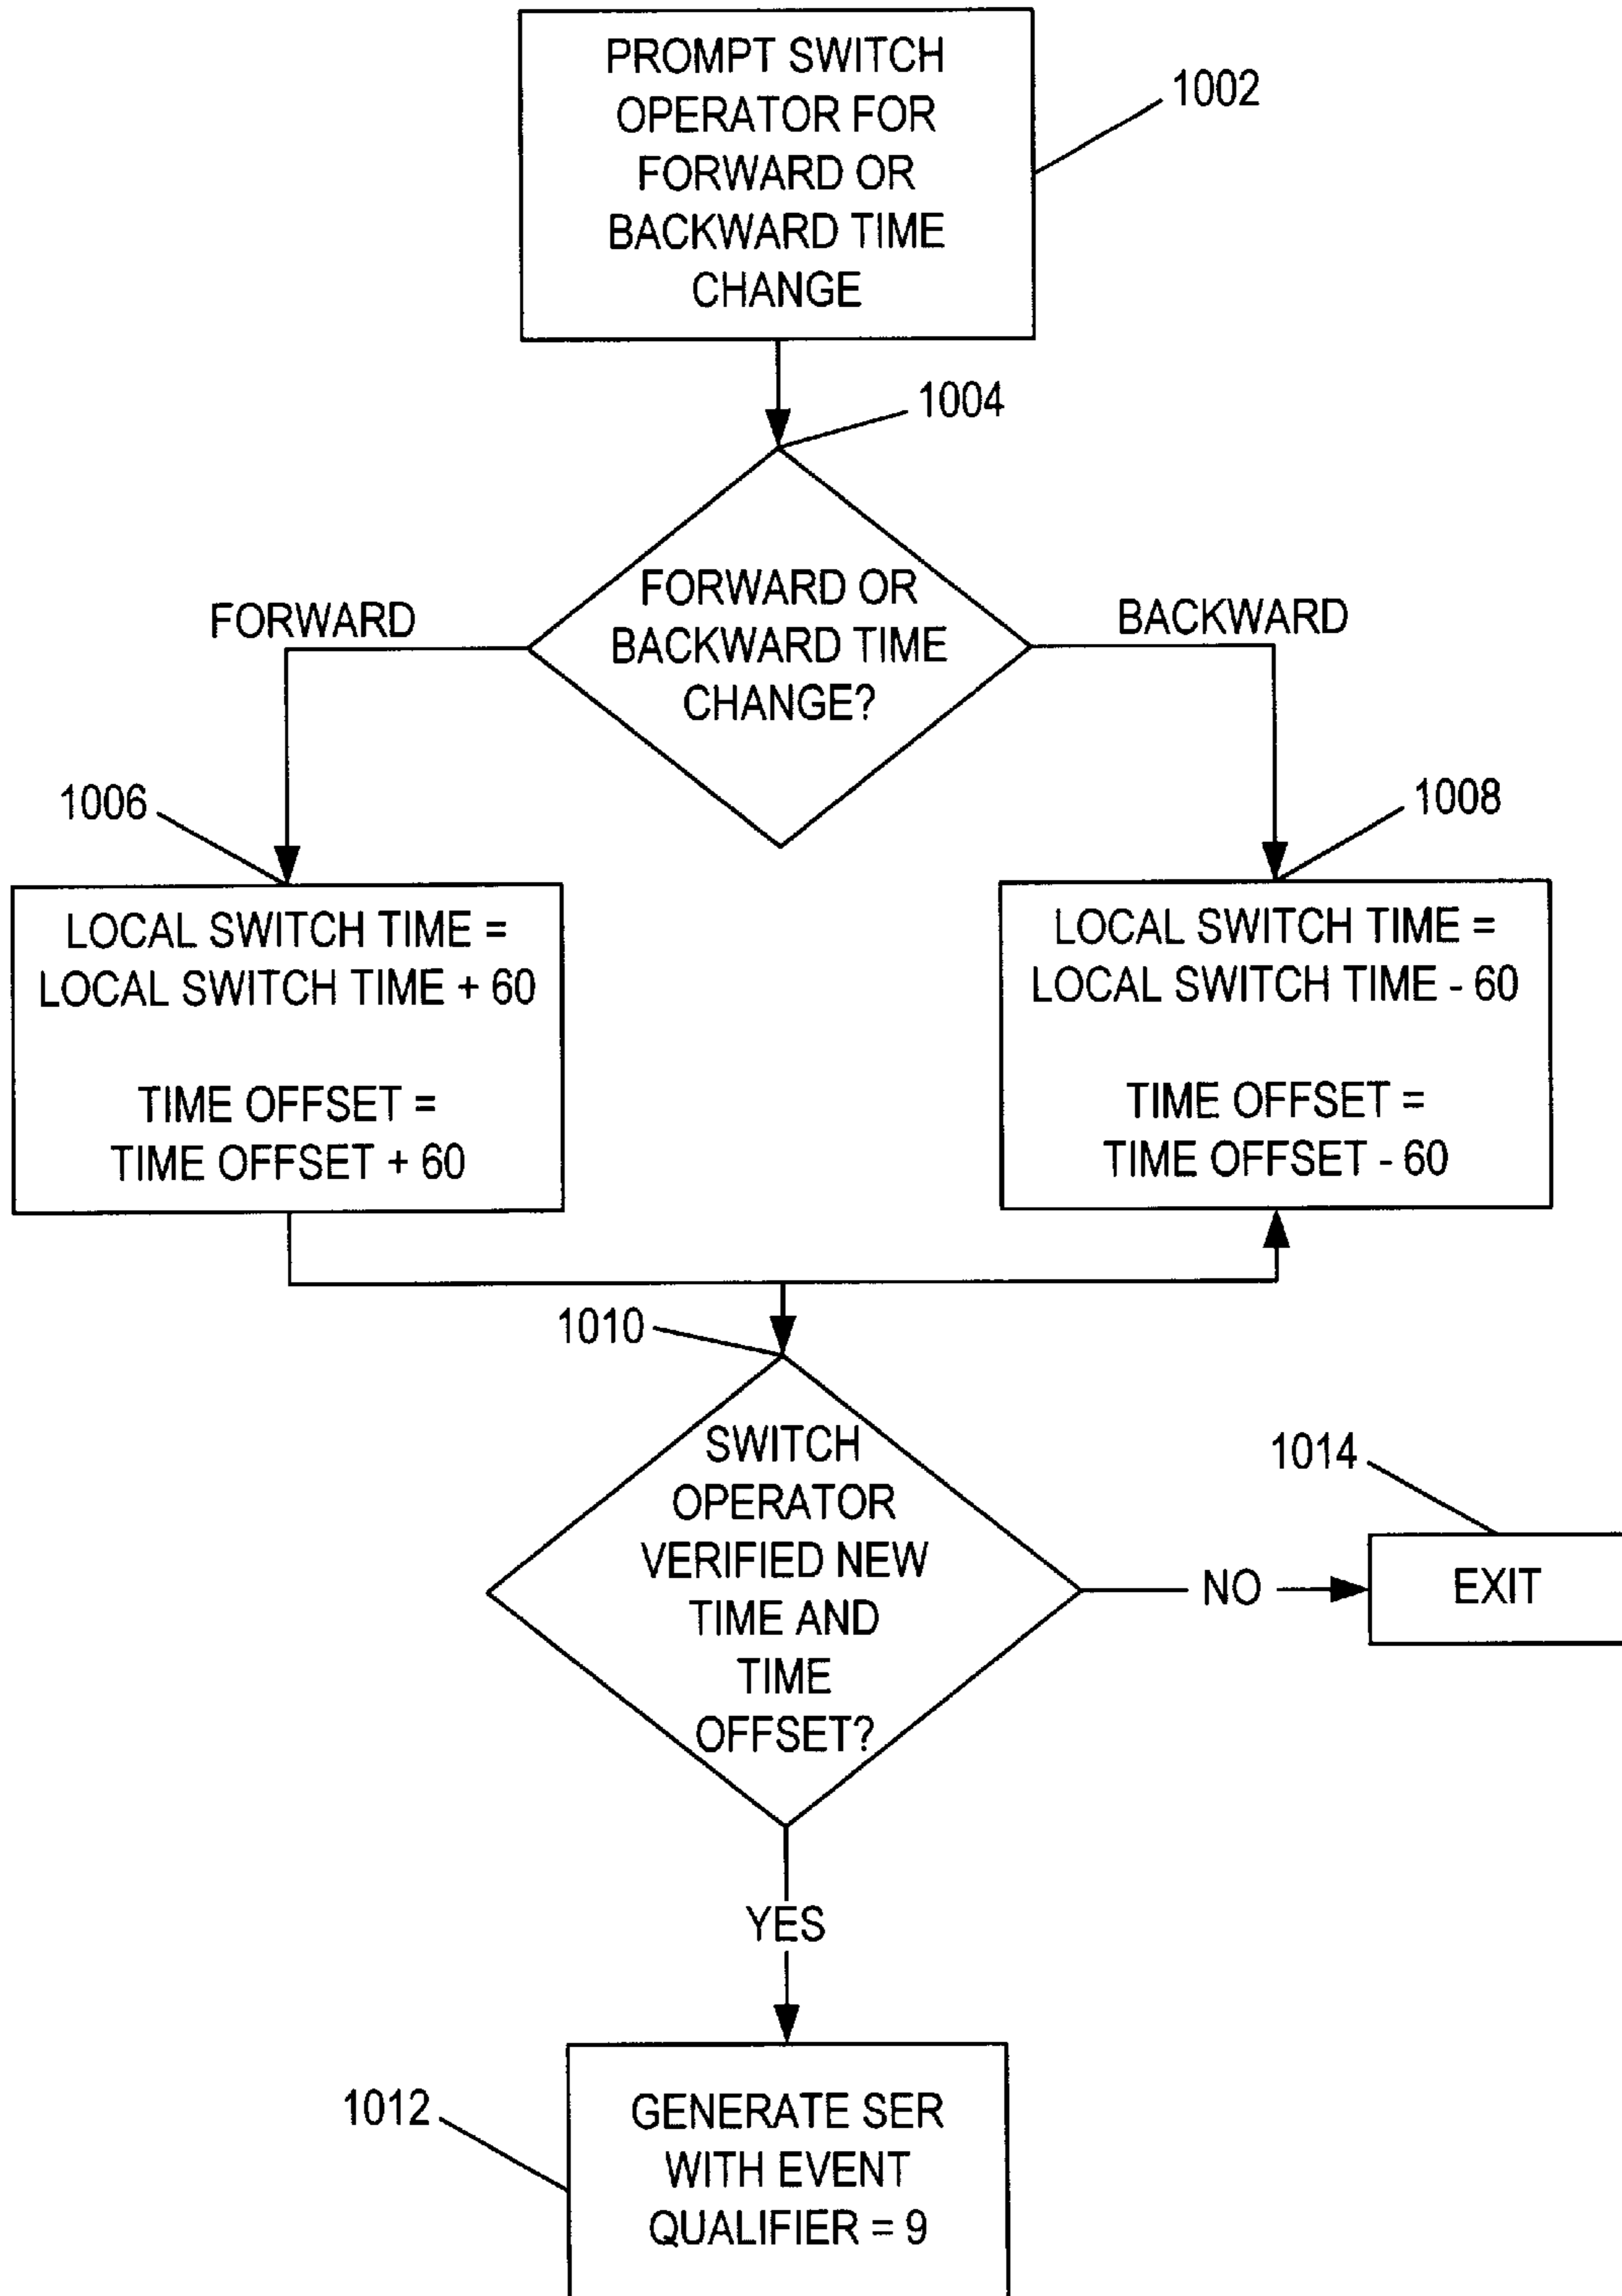 PROMPT SWITCH
OPERATOR FOR
FORWARD OR
BACKWARD TIME
CHANGE
1002
1004
FORWARD OR
BACKWARD TIME
CHANGE?
FORWARD
BACKWARD
1006
1008
LOCAL SWITCH TIME =
LOCAL SWITCH TIME + 60
TIME OFFSET =
TIME OFFSET + 60
LOCAL SWITCH TIME =
LOCAL SWITCH TIME - 60
TIME OFFSET =
TIME OFFSET - 60
1010
SWITCH
OPERATOR
VERIFIED NEW
TIME AND
TIME
OFFSET?
1014
NO
EXIT
YES
1012
GENERATE SER
WITH EVENT
QUALIFIER = 9